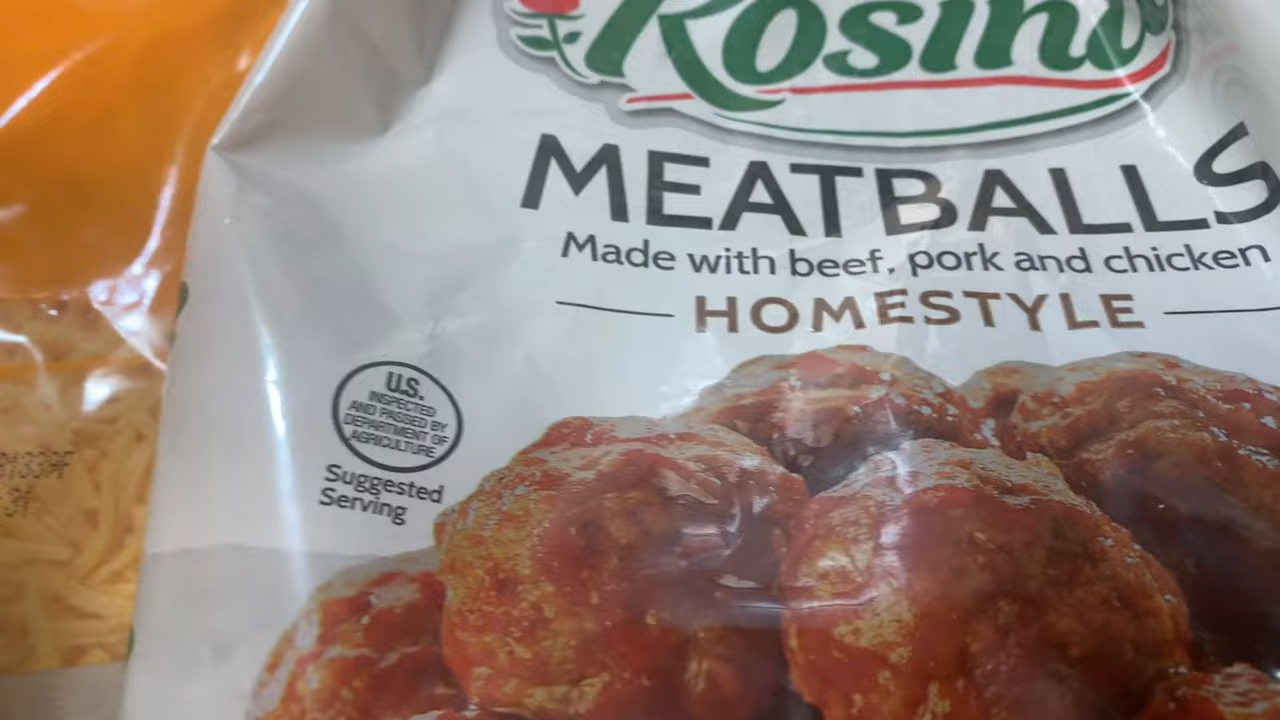 Rosina
MEATBALLS
Made with beef, pork and chicken
HOMESTYLE
U.S.
INSPECTED
AND PASSED BY
DEPARTMENT OF
AGRICULTURE
Suggested
Serving